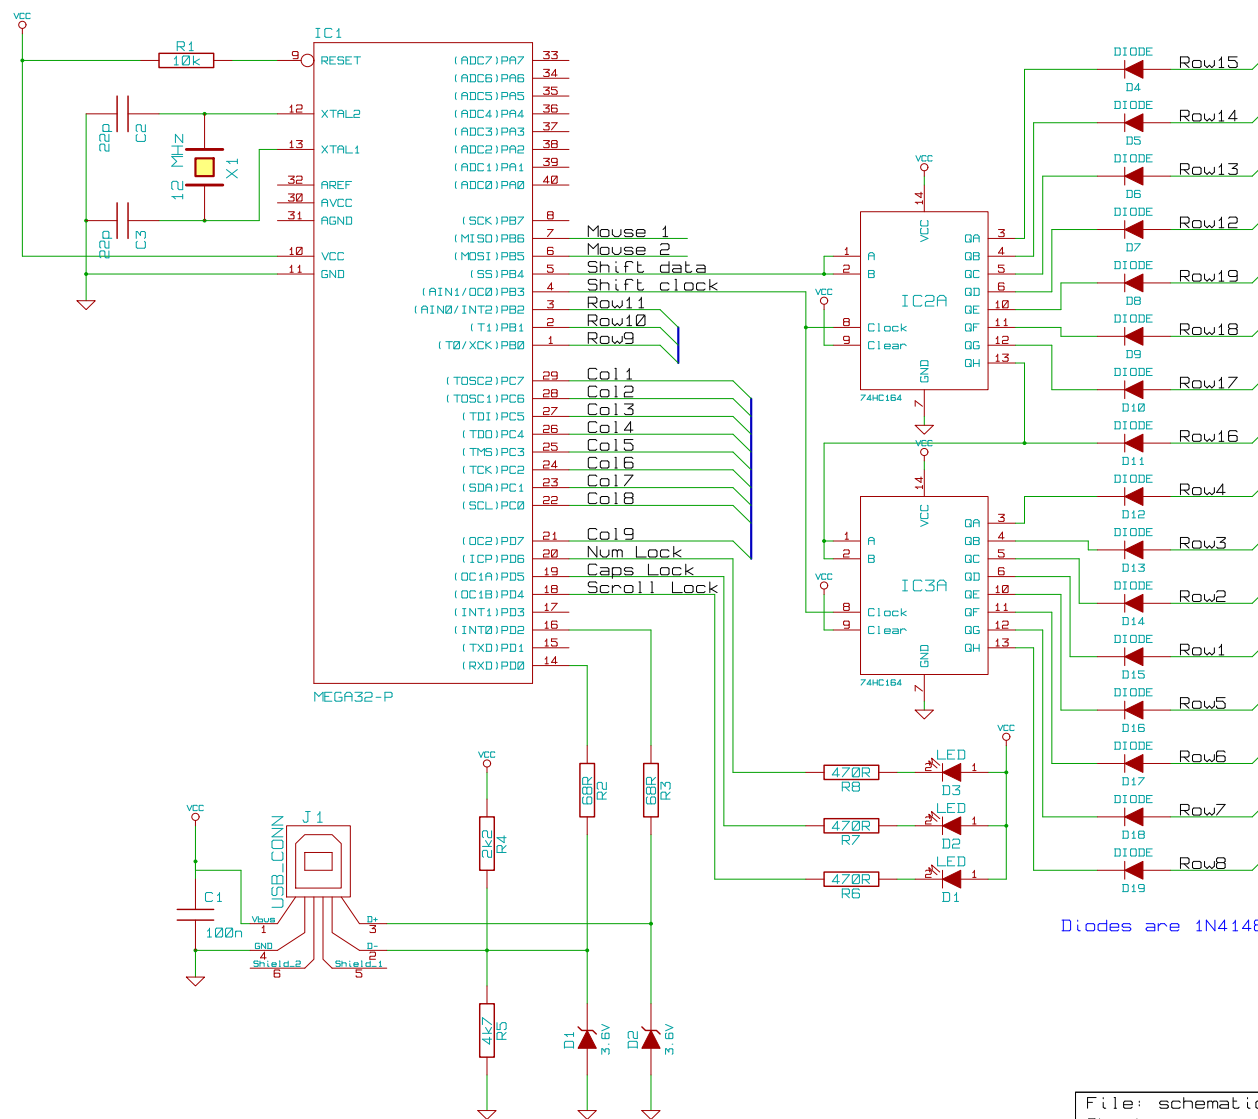 VCC
R1
10k
IC1
9 RESET
12 XTAL2
13 XTAL1
32 AREF
30 AVCC
31 AGND
10 VCC
11 GND
C2
22p
C3
22p
12 MHz
X1
(ADC7)PA7 33
(ADC6)PA6 34
(ADC5)PA5 35
(ADC4)PA4 36
(ADC3)PA3 37
(ADC2)PA2 38
(ADC1)PA1 39
(ADC0)PA0 40
(SCK)PB7 8
(MISO)PB6 7 Mouse 1
(MOSI)PB5 6 Mouse 2
(SS)PB4 5 Shift data
(AIN1/OC0)PB3 4 Shift clock
(AIN0/INT2)PB2 3 Row11
(T1)PB1 2 Row10
(T0/XCK)PB0 1 Row9
(TOSC2)PC7 29 Col1
(TOSC1)PC6 28 Col2
(TDI)PC5 27 Col3
(TDO)PC4 26 Col4
(TMS)PC3 25 Col5
(TCK)PC2 24 Col6
(SDA)PC1 23 Col7
(SCL)PC0 22 Col8
(OC2)PD7 21 Col9
(ICP)PD6 20 Num Lock
(OC1A)PD5 19 Caps Lock
(OC1B)PD4 18 Scroll Lock
(INT1)PD3 17
(INT0)PD2 16
(TXD)PD1 15
(RXD)PD0 14
MEGA32-P
VCC
14
VCC
1 A
2 B
VCC
8 Clock
9 Clear
IC2A
QA 3
QB 4
QC 5
QD 6
QE 10
QF 11
QG 12
QH 13
GND
7
74HC164
VCC
14
VCC
1 A
2 B
VCC
8 Clock
9 Clear
IC3A
QA 3
QB 4
QC 5
QD 6
QE 10
QF 11
QG 12
QH 13
GND
7
74HC164
DIODE
D4
Row15
DIODE
D5
Row14
DIODE
D6
Row13
DIODE
D7
Row12
DIODE
D8
Row19
DIODE
D9
Row18
DIODE
D10
Row17
DIODE
D11
Row16
DIODE
D12
Row4
DIODE
D13
Row3
DIODE
D14
Row2
DIODE
D15
Row1
DIODE
D16
Row5
DIODE
D17
Row6
DIODE
D18
Row7
DIODE
D19
Row8
Diodes are 1N4148
VCC
470R
R8
LED
2 1
D3
470R
R7
LED
2 1
D2
470R
R6
LED
2 1
D1
68R
R2
68R
R3
VCC
2k2
R4
4k7
R5
D1
3.6V
D2
3.6V
VCC
C1
100n
J1
USB_CONN
Vbus
1
GND
4
Shield_2
6
D+
3
D-
2
Shield_1
5
File: schematic